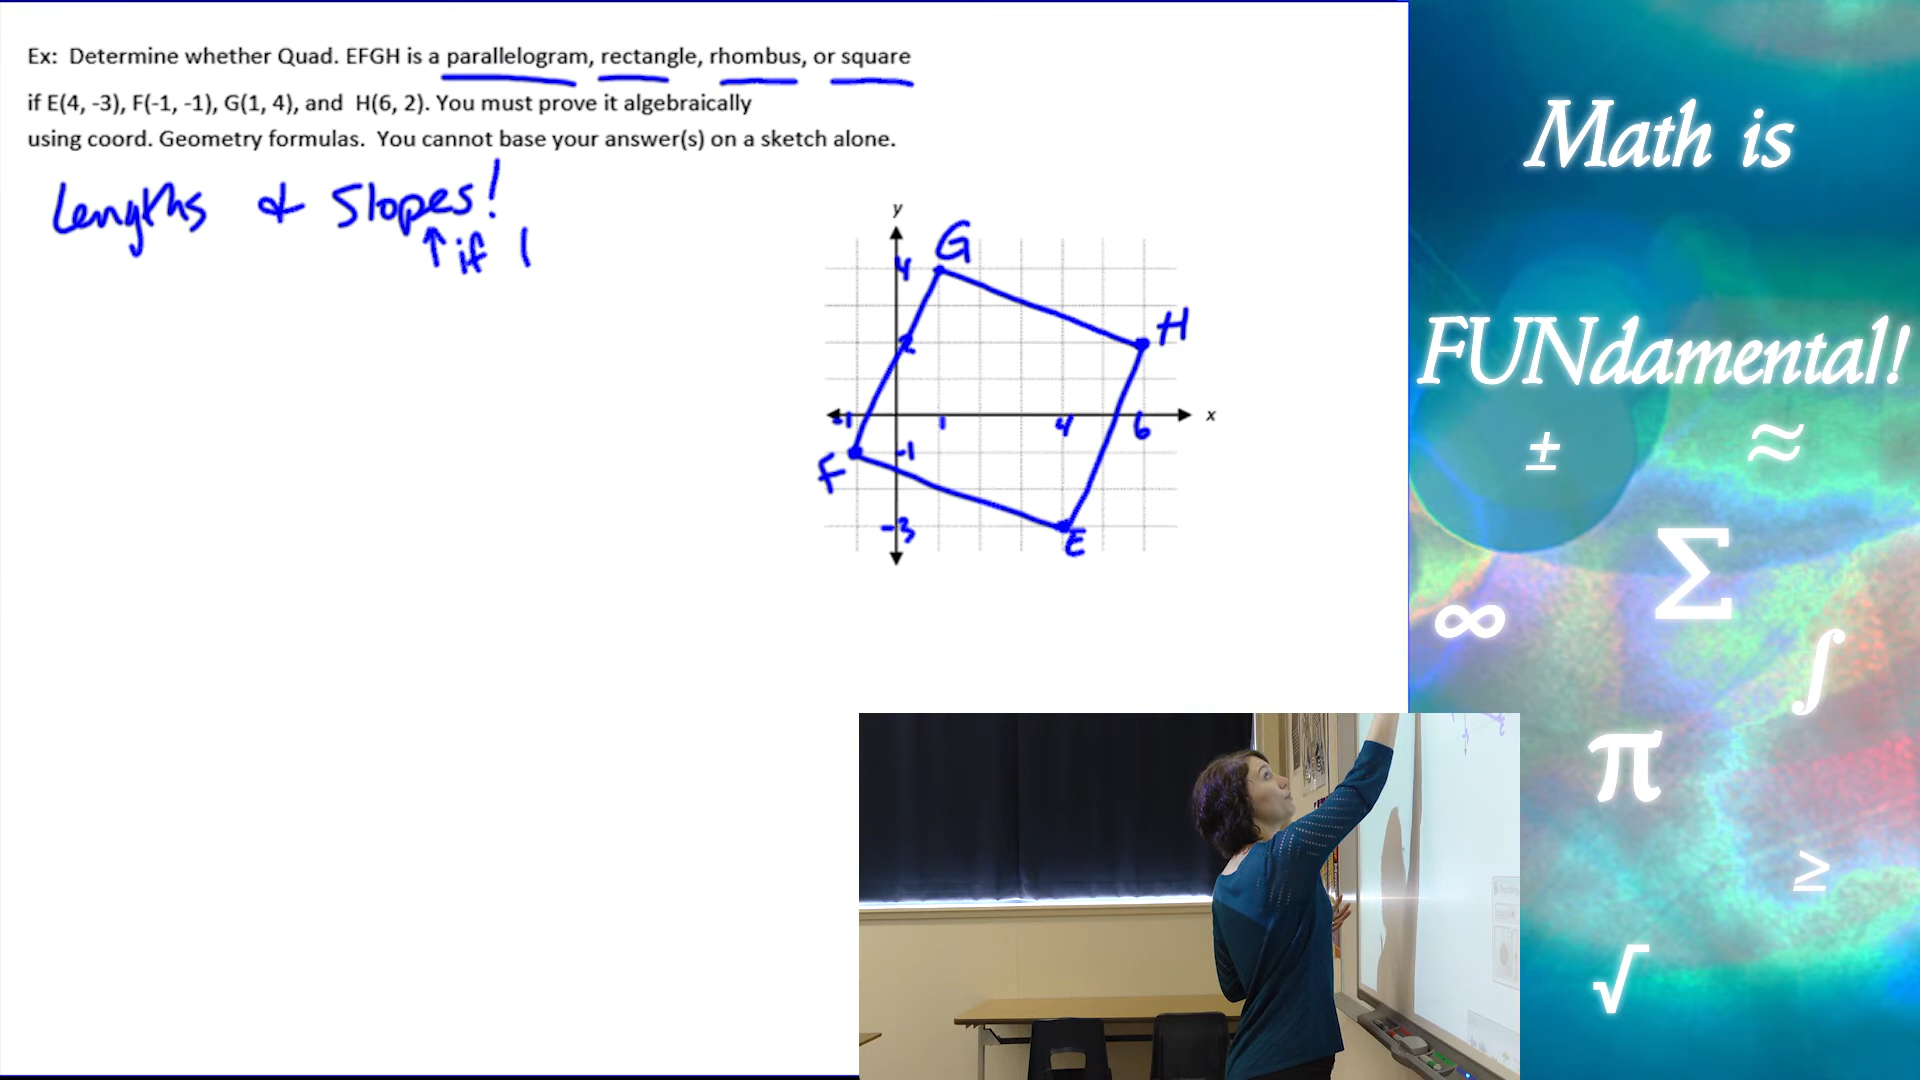 Ex: Determine whether Quad. EFGH is a parallelogram, rectangle, rhombus, or square
if E(4, -3), F(-1, -1), G(1, 4), and H(6, 2). You must prove it algebraically
using coord. Geometry formulas. You cannot base your answer(s) on a sketch alone.
Lengths & Slopes!
↑ if
y
G
4
H
2
-1 1 4 6 x
-1
F
-3
E
Math is
FUNdamental!
± ≈
Σ
∞
∫
π
≥
√